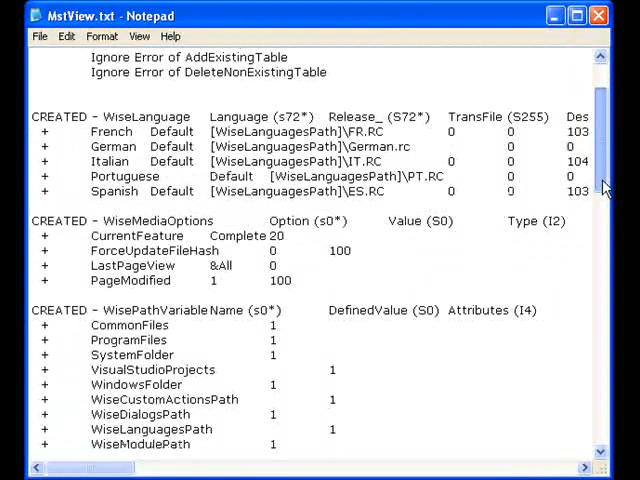 MstView.txt - Notepad
File Edit Format View Help
Ignore Error of AddExistingTable
Ignore Error of DeleteNonExistingTable
CREATED - WiseLanguage Language (s72*) Release_ (S72*) TransFile (S255) Des
+ French Default [WiseLanguagesPath]\FR.RC 0 0 103
+ German Default [WiseLanguagesPath]\German.rc 0 0
+ Italian Default [WiseLanguagesPath]\IT.RC 0 0 104
+ Portuguese Default [WiseLanguagesPath]\PT.RC 0 0
+ Spanish Default [WiseLanguagesPath]\ES.RC 0 0 103
CREATED - WiseMediaOptions Option (s0*) Value (S0) Type (I2)
+ CurrentFeature Complete 20
+ ForceUpdateFileHash 0 100
+ LastPageView &All 0
+ PageModified 1 100
CREATED - WisePathVariable Name (s0*) DefinedValue (S0) Attributes (I4)
+ CommonFiles 1
+ ProgramFiles 1
+ SystemFolder 1
+ VisualStudioProjects 1
+ WindowsFolder 1
+ WiseCustomActionsPath 1
+ WiseDialogsPath 1
+ WiseLanguagesPath 1
+ WiseModulePath 1